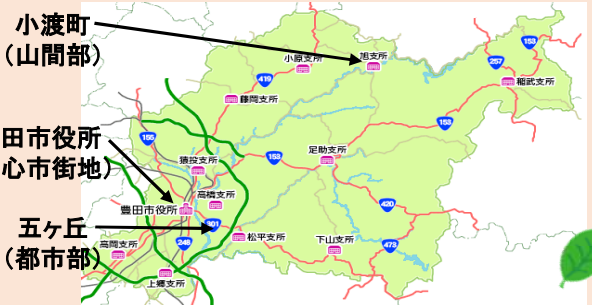 小渡町
（山間部）
田市役所
心市街地）
五ヶ丘
（都市部）
小原支所
旭支所
稲武支所
藤岡支所
足助支所
猿投支所
高橋支所
豊田市役所
松平支所
下山支所
高岡支所
上郷支所
153
257
419
153
155
153
420
301
248
473